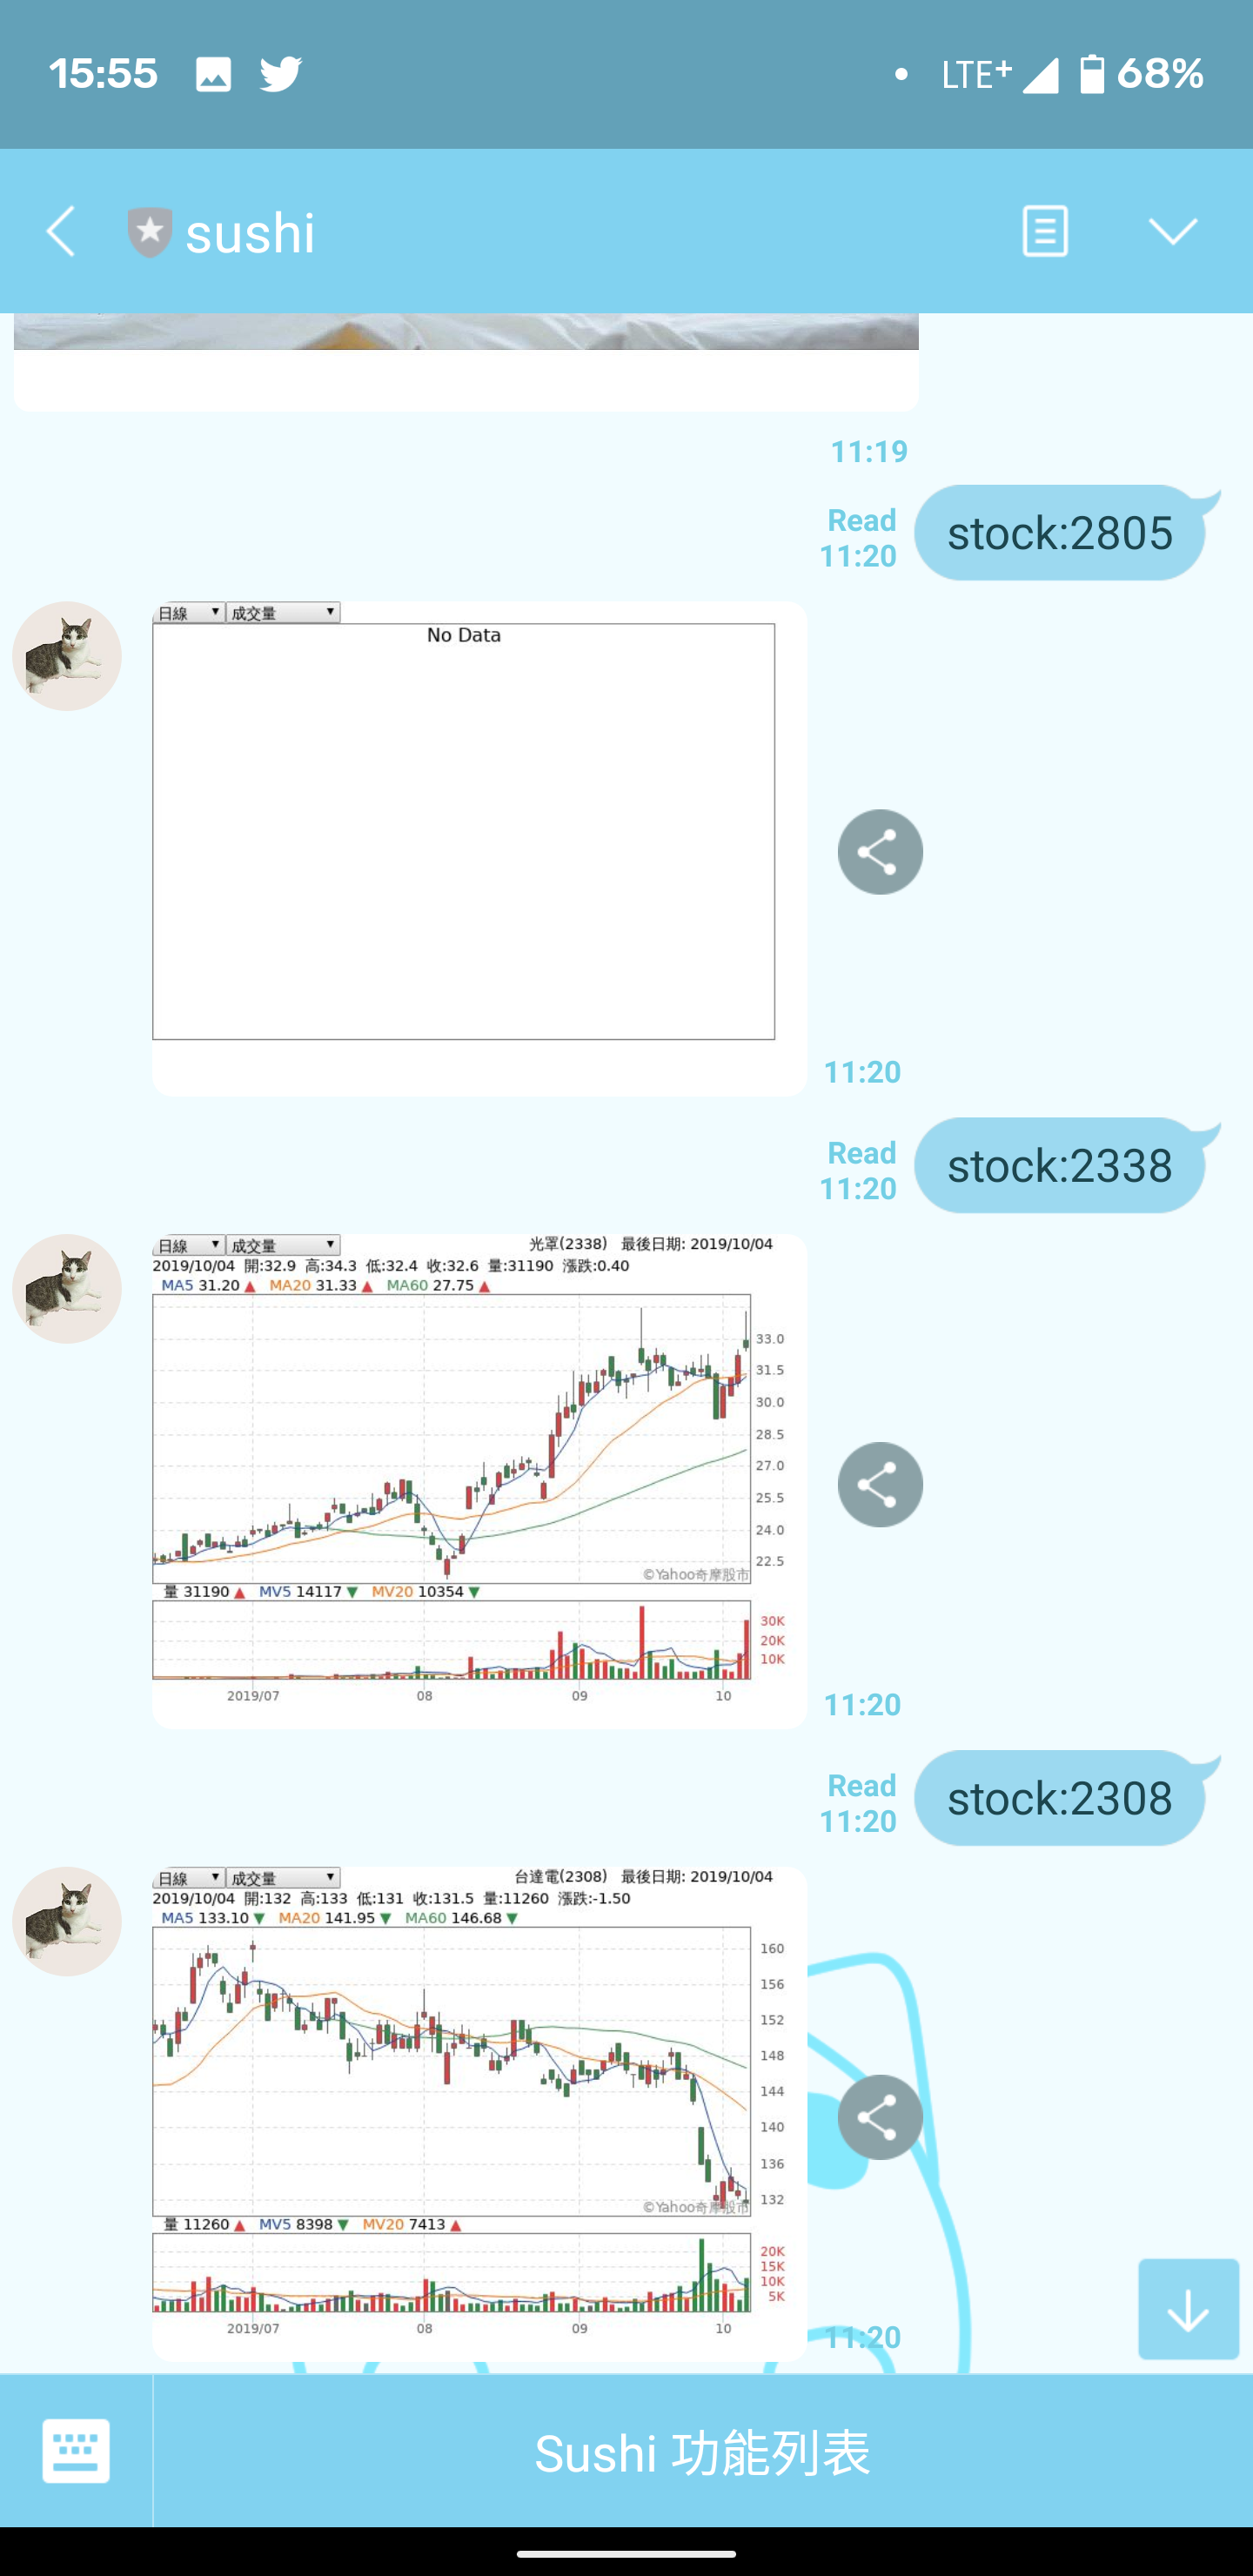 15:55 LTE+ 68%
sushi
11:19
stock:2805
Read
11:20
日線 成交量
No Data
11:20
stock:2338
Read
11:20
日線 成交量 光罩(2338) 最後日期: 2019/10/04
2019/10/04 開:32.9 高:34.3 低:32.4 收:32.6 量:31190 漲跌:0.40
MA5 31.20 ▲ MA20 31.33 ▲ MA60 27.75 ▲
33.0
31.5
30.0
28.5
27.0
25.5
24.0
22.5
©Yahoo奇摩股市
量 31190 ▲ MV5 14117 ▼ MV20 10354 ▼
30K
20K
10K
2019/07 08 09 10
11:20
stock:2308
Read
11:20
日線 成交量 台達電(2308) 最後日期: 2019/10/04
2019/10/04 開:132 高:133 低:131 收:131.5 量:11260 漲跌:-1.50
MA5 133.10 ▼ MA20 141.95 ▼ MA60 146.68 ▼
160
156
152
148
144
140
136
132
©Yahoo奇摩股市
量 11260 ▲ MV5 8398 ▼ MV20 7413 ▲
20K
15K
10K
5K
2019/07 08 09 10
11:20
Sushi 功能列表